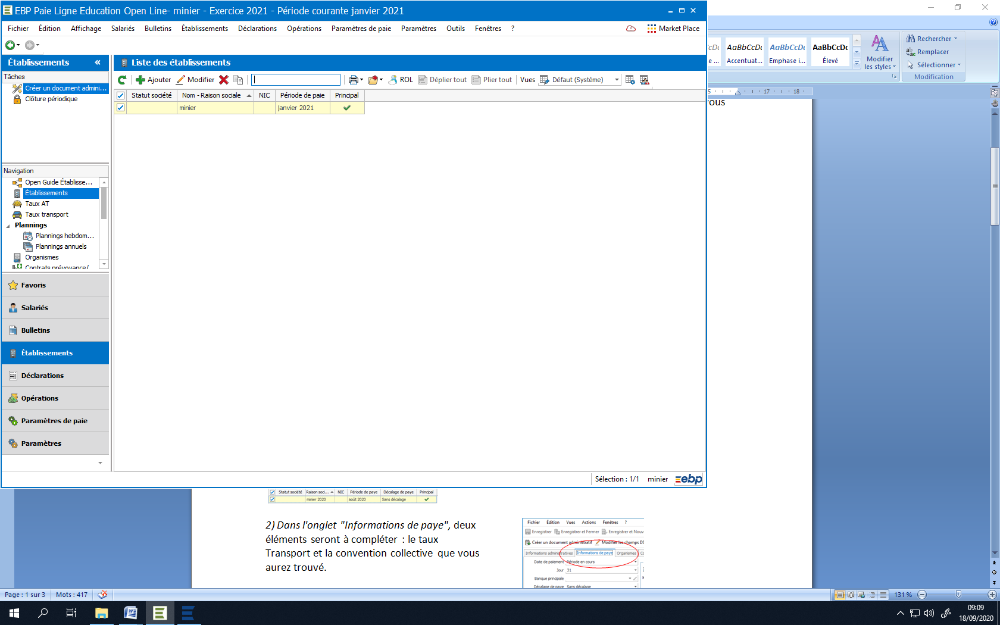 EBP Paie Ligne Education Open Line- minier - Exercice 2021 - Période courante janvier 2021
Fichier Édition Affichage Salariés Bulletins Établissements Déclarations Opérations Paramètres de paie Paramètres Outils Fenêtres ? Market Place
Établissements «
Tâches
Créer un document admini...
Clôture périodique
Navigation
Open Guide Établisse...
Établissements
Taux AT
Taux transport
Plannings
Plannings hebdom...
Plannings annuels
Organismes
Contrats prévoyance/
Favoris
Salariés
Bulletins
Établissements
Déclarations
Opérations
Paramètres de paie
Paramètres
Liste des établissements
Ajouter Modifier ROL Déplier tout Plier tout Vues Défaut (Système)
Statut société Nom - Raison sociale NIC Période de paie Principal
minier janvier 2021
Sélection : 1/1 minier ebp
AaBbCcDc AaBbCcDc AaBbCcDc
Accentuat... Emphase i... Élevé
Modifier
les styles
Rechercher
Remplacer
Sélectionner
Modification
17 18
vous
Statut société Raison soci... NIC Période de paye Décalage de paye Principal
minier 2020 août 2020 Sans décalage
2) Dans l'onglet "Informations de paye", deux
éléments seront à compléter : le taux
Transport et la convention collective que vous
aurez trouvé.
Fichier Édition Vues Actions Fenêtres ?
Enregistrer Enregistrer et Fermer Enregistrer et Nouv
Créer un document administratif Modifier les champs DS
Informations administratives Informations de paye Organismes Co
Date de paiement Période en cours
Jour 31
Banque principale
Décalage de paye Sans décalage
Page : 1 sur 3 Mots : 417 131 %
09:09
18/09/2020